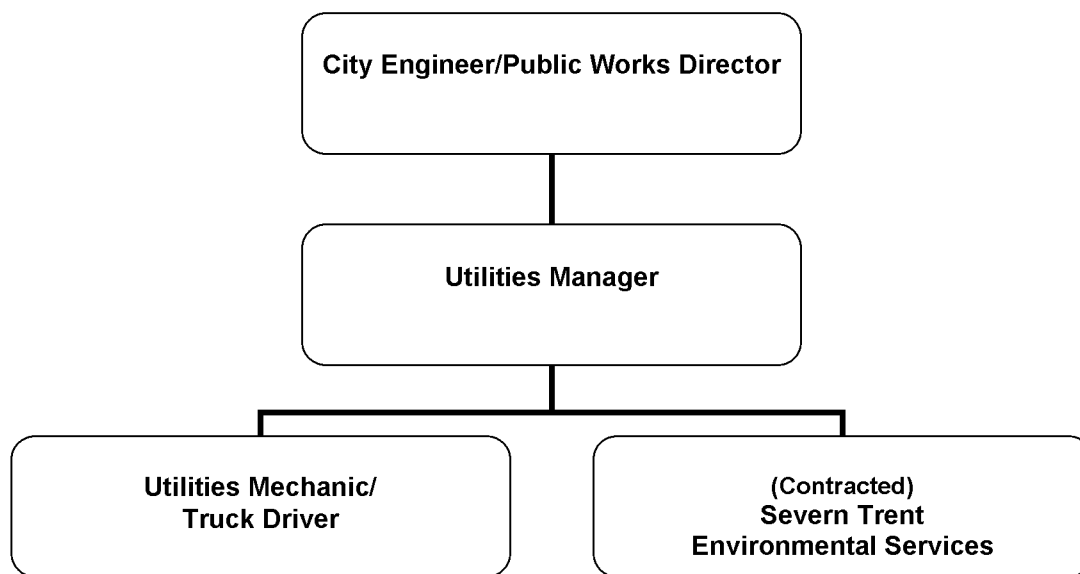 City Engineer/Public Works Director
Utilities Manager
Utilities Mechanic/
Truck Driver
(Contracted)
Severn Trent
Environmental Services